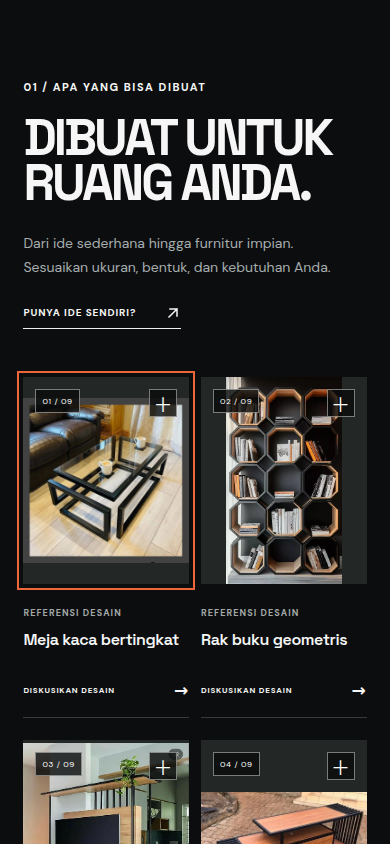 01 / APA YANG BISA DIBUAT
DIBUAT UNTUK
RUANG ANDA.
Dari ide sederhana hingga furnitur impian.
Sesuaikan ukuran, bentuk, dan kebutuhan Anda.
PUNYA IDE SENDIRI?
01 / 09
02 / 09
REFERENSI DESAIN
Meja kaca bertingkat
DISKUSIKAN DESAIN
REFERENSI DESAIN
Rak buku geometris
DISKUSIKAN DESAIN
03 / 09
04 / 09